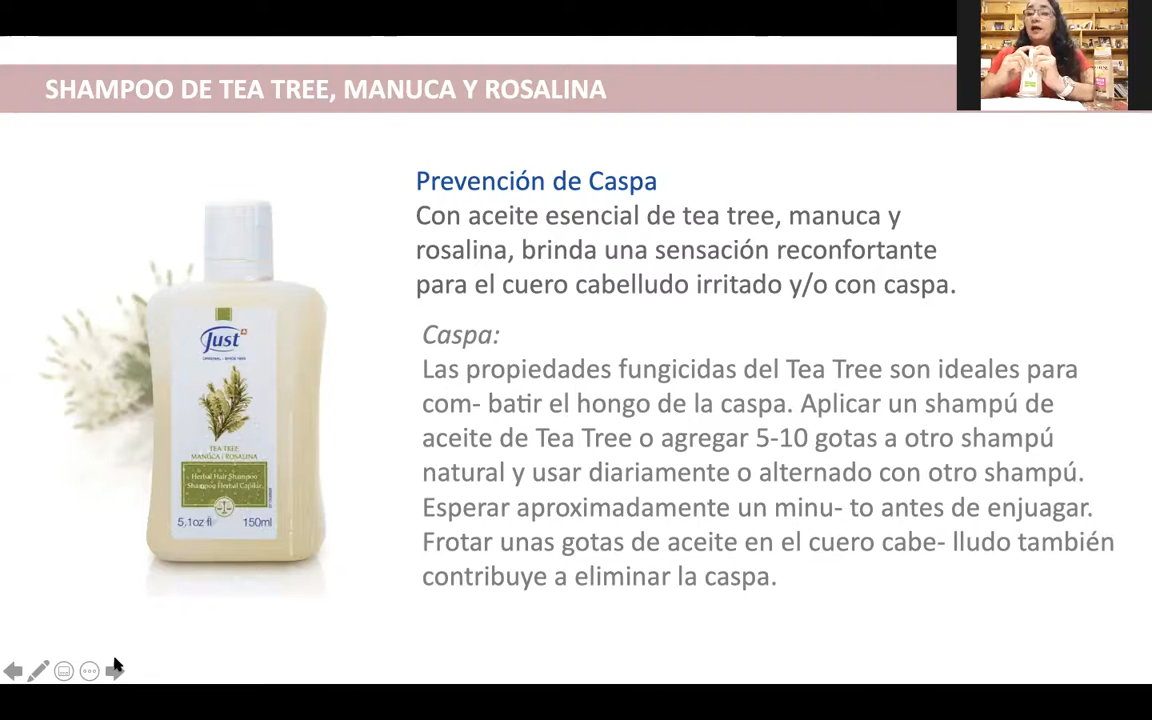 SHAMPOO DE TEA TREE, MANUCA Y ROSALINA
Prevención de Caspa
Con aceite esencial de tea tree, manuca y
rosalina, brinda una sensación reconfortante
para el cuero cabelludo irritado y/o con caspa.
Caspa:
Las propiedades fungicidas del Tea Tree son ideales para
com- batir el hongo de la caspa. Aplicar un shampú de
aceite de Tea Tree o agregar 5-10 gotas a otro shampú
natural y usar diariamente o alternado con otro shampú.
Esperar aproximadamente un minu- to antes de enjuagar.
Frotar unas gotas de aceite en el cuero cabe- lludo también
contribuye a eliminar la caspa.
Just
TEA TREE
MANUCA I ROSALINA
Herbal Hair Shampoo
Shampoo Herbal Capilar
5,1oz fl 150ml